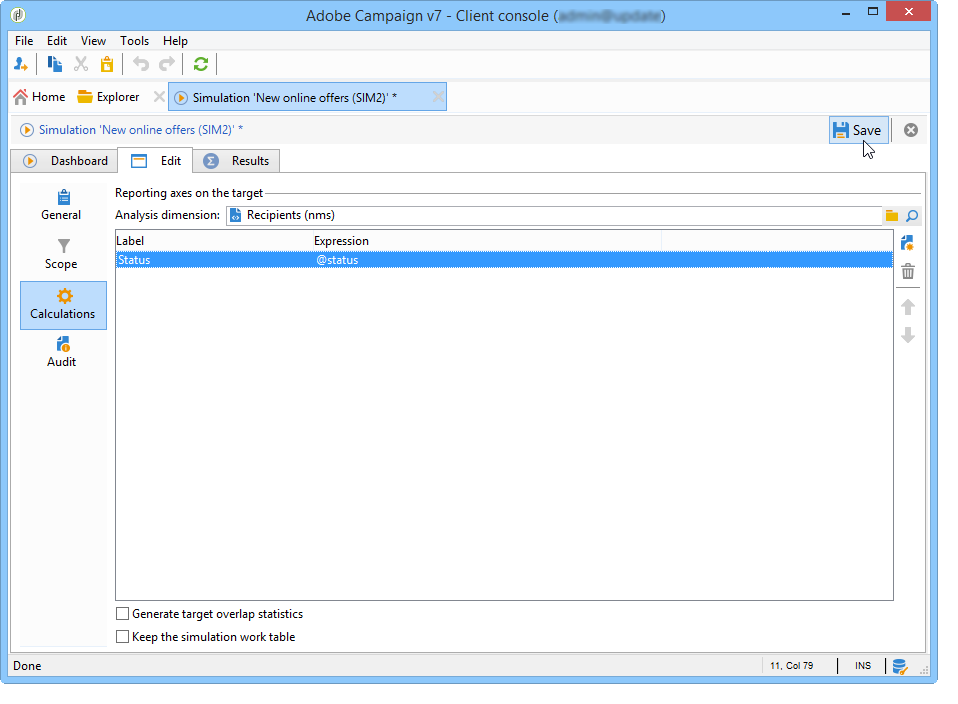 Adobe Campaign v7 - Client console ( )
File Edit View Tools Help
Home Explorer Simulation 'New online offers (SIM2)' *
Simulation 'New online offers (SIM2)' * Save
Dashboard Edit Results
General
Scope
Calculations
Audit
Reporting axes on the target
Analysis dimension: Recipients (nms)
Label Expression
Status @status
Generate target overlap statistics
Keep the simulation work table
Done 11, Col 79 INS